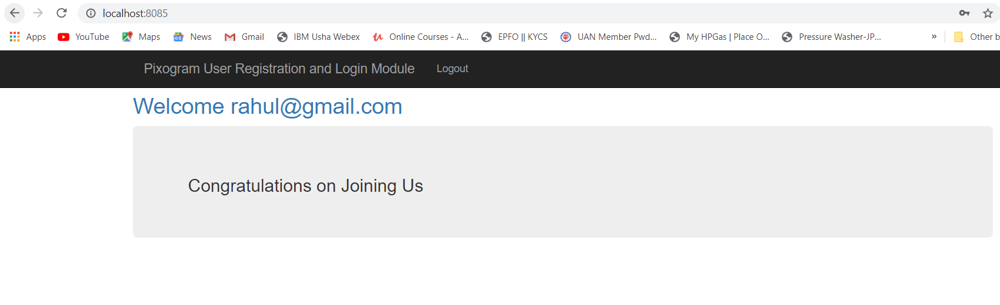 localhost:8085
Apps YouTube Maps News Gmail IBM Usha Webex Online Courses - A... EPFO || KYCS UAN Member Pwd... My HPGas | Place O... Pressure Washer-JP... » Other b
Pixogram User Registration and Login Module Logout
Welcome rahul@gmail.com
Congratulations on Joining Us